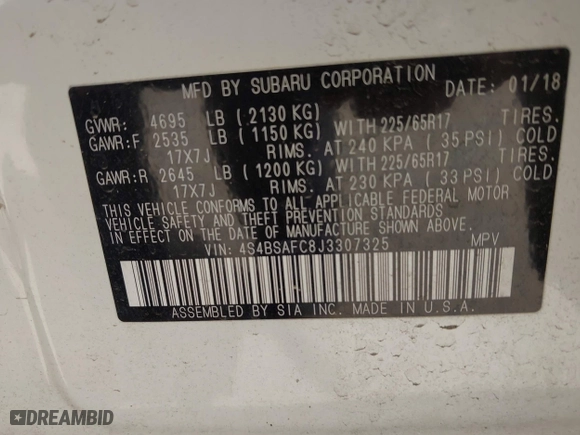 MFD BY SUBARU CORPORATION DATE: 01/18
GVWR: 4695 LB (2130 KG)
GAWR:F 2535 LB (1150 KG) WITH 225/65R17 TIRES.
17X7J RIMS. AT 240 KPA (35 PSI) COLD
GAWR:R 2645 LB (1200 KG) WITH 225/65R17 TIRES.
17X7J RIMS. AT 230 KPA (33 PSI) COLD
THIS VEHICLE CONFORMS TO ALL APPLICABLE FEDERAL MOTOR
VEHICLE SAFETY AND THEFT PREVENTION STANDARDS
IN EFFECT ON THE DATE OF MANUFACTURE SHOWN ABOVE.
VIN: 4S4BSAFC8J3307325 MPV
ASSEMBLED BY SIA INC. MADE IN U.S.A.
DREAMBID